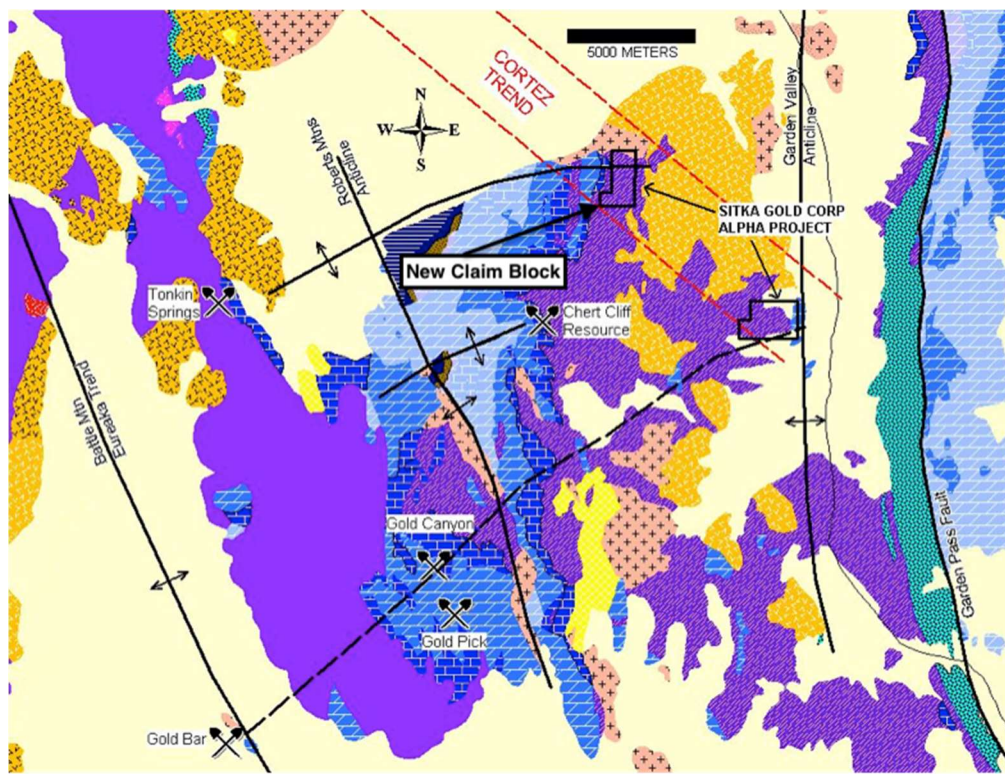 5000 METERS
CORTEZ
TREND
N
W E
S
Roberts Mtns
Anticline
Garden Valley
Anticline
SITKA GOLD CORP
ALPHA PROJECT
New Claim Block
Tonkin
Springs
Chert Cliff
Resource
Battle Mtn
Eureaka Trend
Gold Canyon
Gold Pick
Gold Bar
Garden Pass Fault